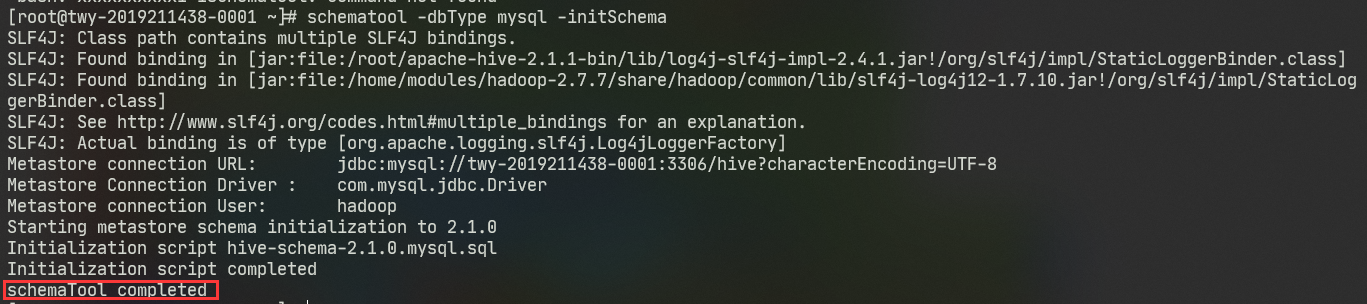 [root@twy-2019211438-0001 ~]# schematool -dbType mysql -initSchema
SLF4J: Class path contains multiple SLF4J bindings.
SLF4J: Found binding in [jar:file:/root/apache-hive-2.1.1-bin/lib/log4j-slf4j-impl-2.4.1.jar!/org/slf4j/impl/StaticLoggerBinder.class]
SLF4J: Found binding in [jar:file:/home/modules/hadoop-2.7.7/share/hadoop/common/lib/slf4j-log4j12-1.7.10.jar!/org/slf4j/impl/StaticLog
gerBinder.class]
SLF4J: See http://www.slf4j.org/codes.html#multiple_bindings for an explanation.
SLF4J: Actual binding is of type [org.apache.logging.slf4j.Log4jLoggerFactory]
Metastore connection URL:        jdbc:mysql://twy-2019211438-0001:3306/hive?characterEncoding=UTF-8
Metastore Connection Driver :    com.mysql.jdbc.Driver
Metastore connection User:       hadoop
Starting metastore schema initialization to 2.1.0
Initialization script hive-schema-2.1.0.mysql.sql
Initialization script completed
schemaTool completed